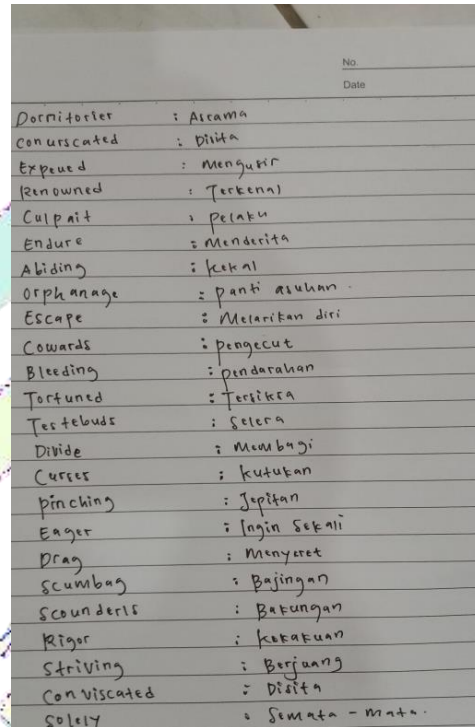 No.
Date
Dormitorier : Ascama
Conurscated : Disita
Expeued : Mengusir
Renowned : Terkenal
Culpait : Pelaku
Endure : Menderita
Abiding : Kekal
Orphanage : Panti asuhan.
Escape : Melarikan diri
Cowards : pengecut
Bleeding : pendarahan
Tortuned : Tersiksa
Testebuds : Selera
Divide : Membagi
Curses : Kutukan
pinching : Jepitan
Eager : Ingin Sekali
Drag : Menyeret
Scumbag : Bajingan
Scounderls : Bakungan
Rigor : Kekakuan
Striving : Berjuang
Conviscated : Disita
Solely : Semata - mata.